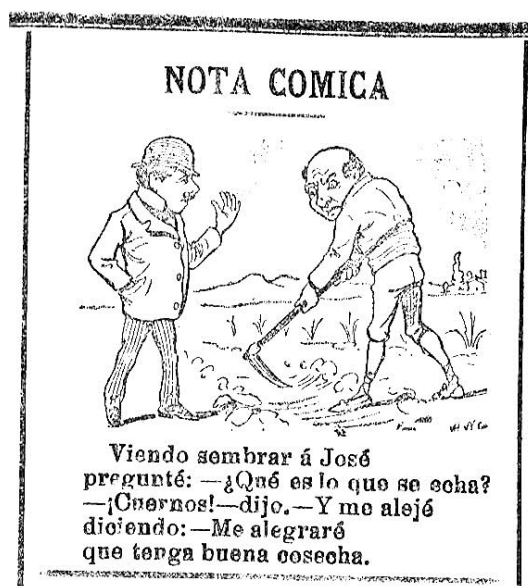 NOTA COMICA
Viendo sembrar á José
pregunté: —¿Qué es lo que se echa?
—¡Cuernos!—dijo.—Y me alejé
diciendo:—Me alegraré
que tenga buena cosecha.